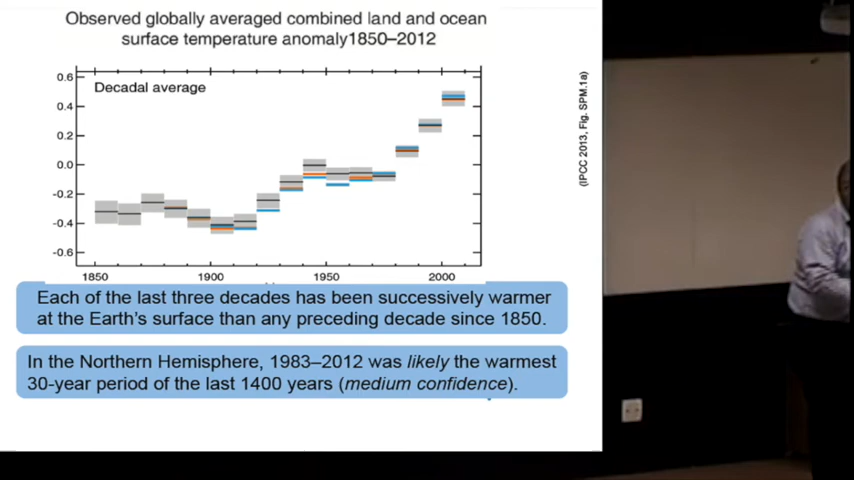 Observed globally averaged combined land and ocean
surface temperature anomaly1850–2012
Decadal average
0.6
0.4
0.2
0.0
-0.2
-0.4
-0.6
1850
1900
1950
2000
(IPCC 2013, Fig. SPM.1a)
Each of the last three decades has been successively warmer
at the Earth's surface than any preceding decade since 1850.
In the Northern Hemisphere, 1983–2012 was likely the warmest
30-year period of the last 1400 years (medium confidence).